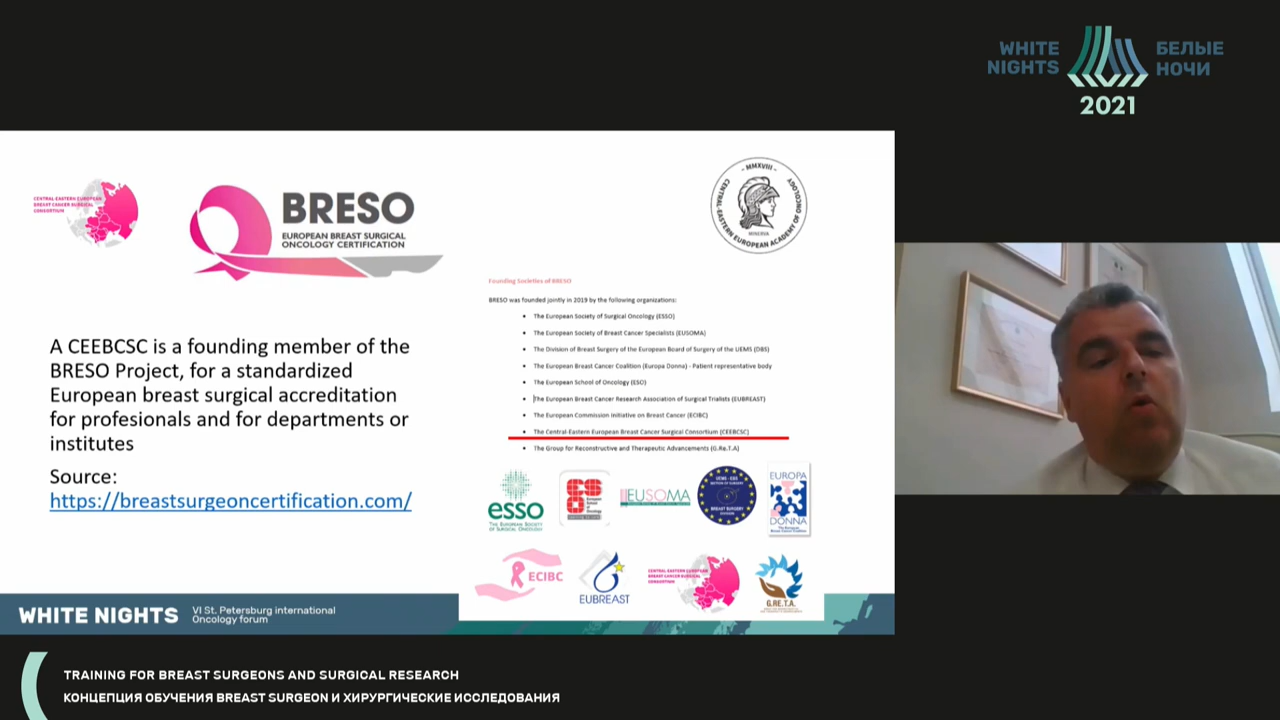 WHITE NIGHTS
БЕЛЫЕ НОЧИ
2021
CENTRAL EASTERN EUROPEAN
BREAST CANCER SURGICAL
CONSORTIUM
BRESO
EUROPEAN BREAST SURGICAL
ONCOLOGY CERTIFICATION
- MMXVIII -
CENTRAL-EASTERN EUROPEAN ACADEMY OF ONCOLOGY
MINERVA
Founding Societies of BRESO
BRESO was founded jointly in 2019 by the following organizations:
• The European Society of Surgical Oncology (ESSO)
• The European Society of Breast Cancer Specialists (EUSOMA)
• The Division of Breast Surgery of the European Board of Surgery of the UEMS (DBS)
• The European Breast Cancer Coalition (Europa Donna) - Patient representative body
• The European School of Oncology (ESO)
• The European Breast Cancer Research Association of Surgical Trialists (EUBREAST)
• The European Commission Initiative on Breast Cancer (ECIBC)
• The Central-Eastern European Breast Cancer Surgical Consortium (CEEBCSC)
• The Group for Reconstructive and Therapeutic Advancements (G.Re.T.A)
A CEEBCSC is a founding member of the
BRESO Project, for a standardized
European breast surgical accreditation
for profesionals and for departments or
institutes
Source:
https://breastsurgeoncertification.com/
esso
THE EUROPEAN SOCIETY
OF SURGICAL ONCOLOGY
EUSOMA
BREAST SURGERY
EUROPA
DONNA
ECIBC
EUBREAST
CENTRAL EASTERN EUROPEAN
BREAST CANCER SURGICAL
CONSORTIUM
G.RE.T.A.
WHITE NIGHTS
VI St. Petersburg international
Oncology forum
TRAINING FOR BREAST SURGEONS AND SURGICAL RESEARCH
КОНЦЕПЦИЯ ОБУЧЕНИЯ BREAST SURGEON И ХИРУРГИЧЕСКИЕ ИССЛЕДОВАНИЯ